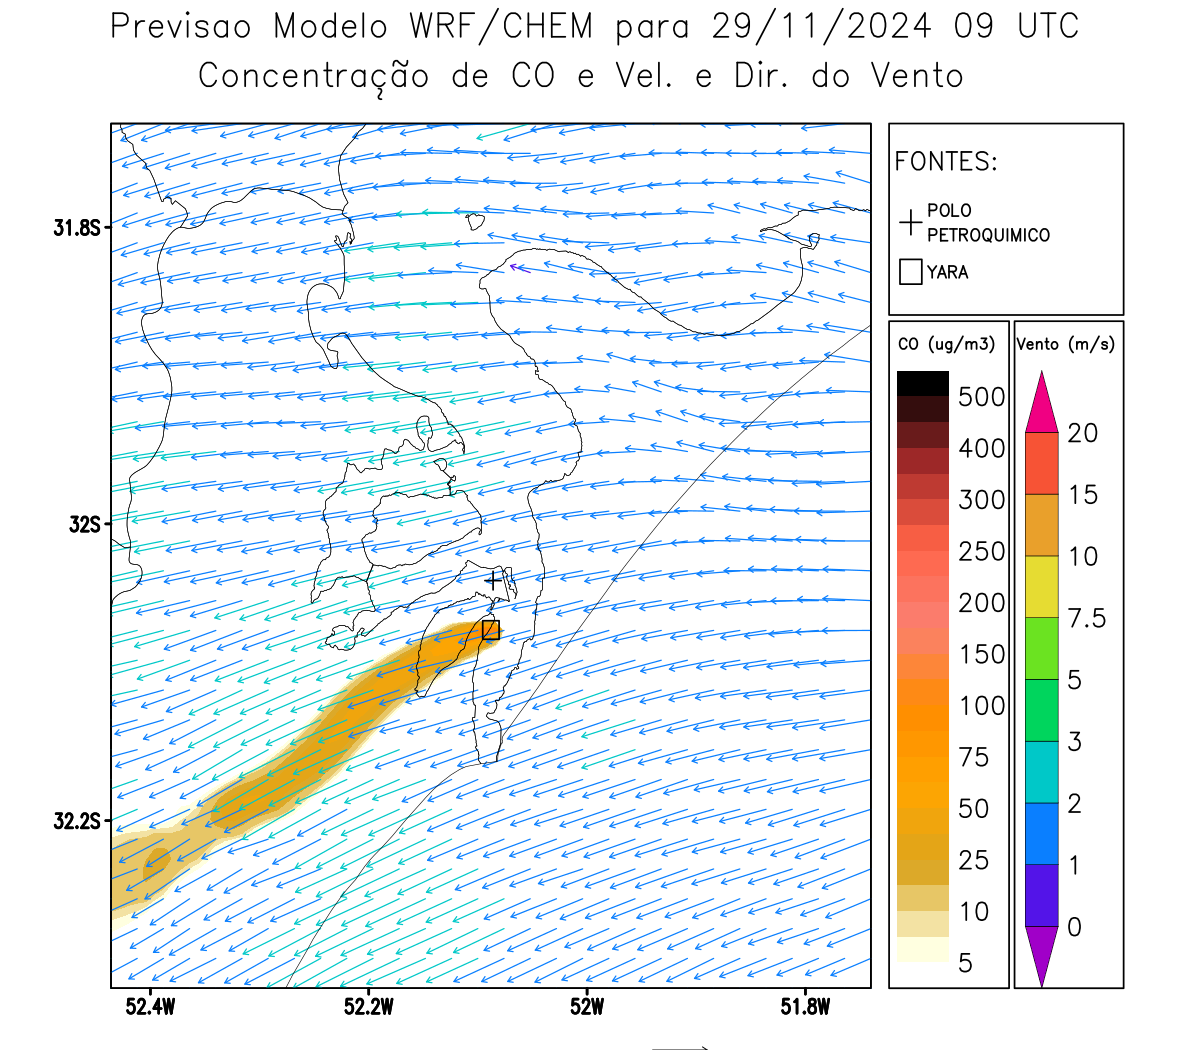 Previsao Modelo WRF/CHEM para 29/11/2024 09 UTC
Concentração de CO e Vel. e Dir. do Vento
FONTES:
POLO
PETROQUIMICO
YARA
CO (ug/m3)
500
400
300
250
200
150
100
75
50
25
10
5
Vento (m/s)
20
15
10
7.5
5
3
2
1
0
31.8S
32S
32.2S
52.4W
52.2W
52W
51.8W